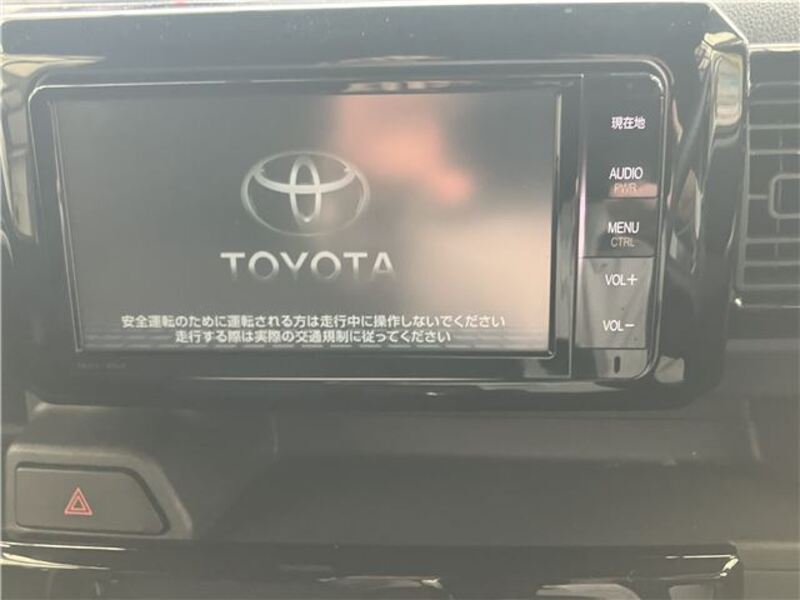 現在地
AUDIO
PWR
MENU
CTRL
VOL+
VOL−
TOYOTA
安全運転のために運転される方は走行中に操作しないでください
走行する際は実際の交通規制に従ってください